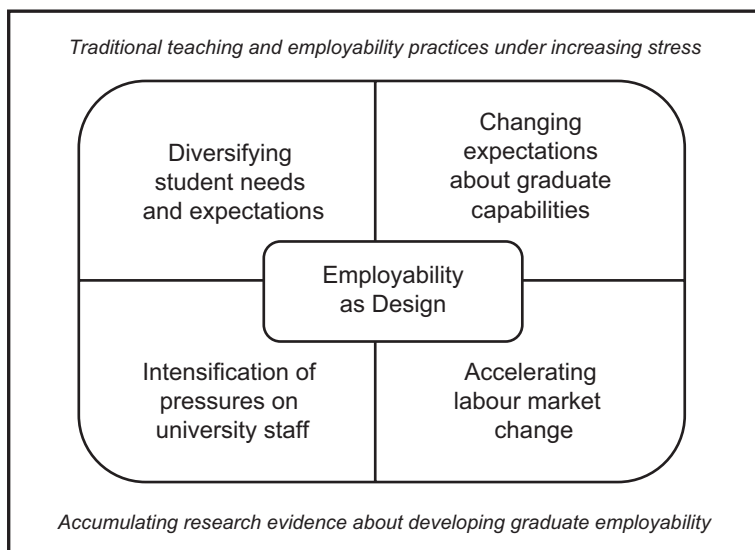 Traditional teaching and employability practices under increasing stress
Diversifying
student needs
and expectations
Changing
expectations
about graduate
capabilities
Employability
as Design
Intensification of
pressures on
university staff
Accelerating
labour market
change
Accumulating research evidence about developing graduate employability